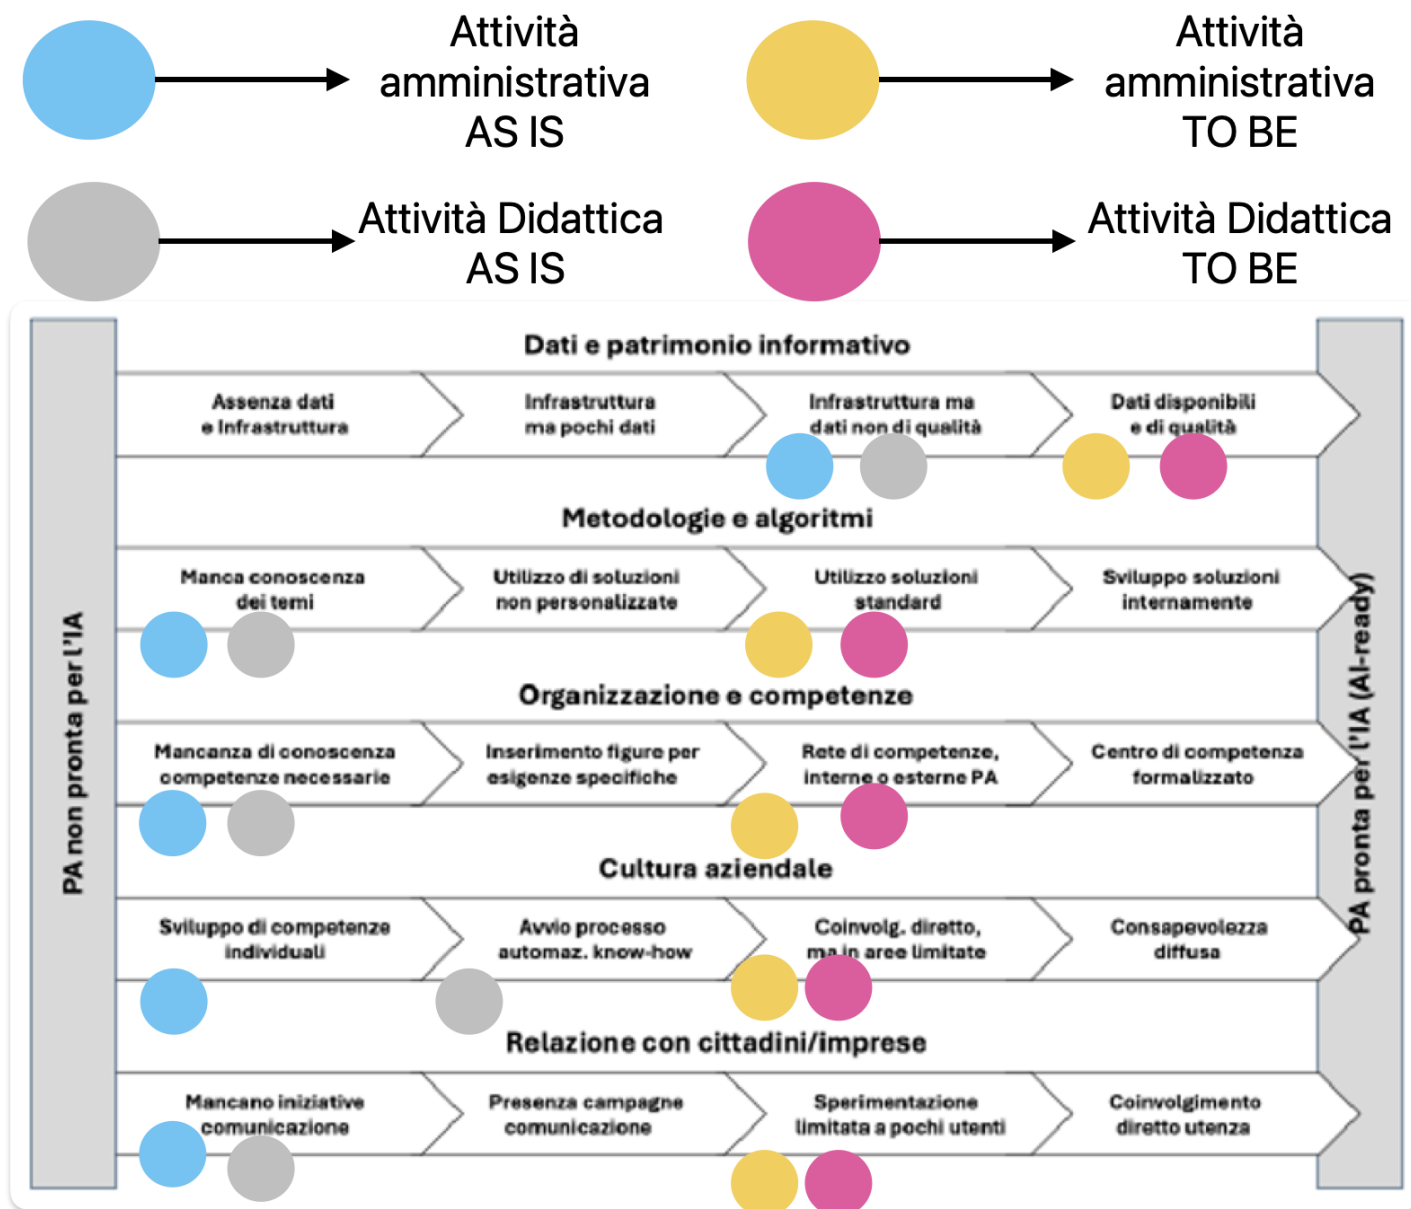 Attività
amministrativa
AS IS
Attività
amministrativa
TO BE
Attività Didattica
AS IS
Attività Didattica
TO BE
PA non pronta per l'IA
Dati e patrimonio informativo
Assenza dati
e Infrastruttura
Infrastruttura
ma pochi dati
Infrastruttura ma
dati non di qualità
Dati disponibili
e di qualità
Metodologie e algoritmi
Manca conoscenza
dei temi
Utilizzo di soluzioni
non personalizzate
Utilizzo soluzioni
standard
Sviluppo soluzioni
internamente
Organizzazione e competenze
Mancanza di conoscenza
competenze necessarie
Inserimento figure per
esigenze specifiche
Rete di competenze,
interne o esterne PA
Centro di competenza
formalizzato
Cultura aziendale
Sviluppo di competenze
individuali
Avvio processo
automaz. know-how
Coinvolg. diretto,
ma in aree limitate
Consapevolezza
diffusa
Relazione con cittadini/imprese
Mancano iniziative
comunicazione
Presenza campagne
comunicazione
Sperimentazione
limitata a pochi utenti
Coinvolgimento
diretto utenza
PA pronta per l'IA (AI-ready)